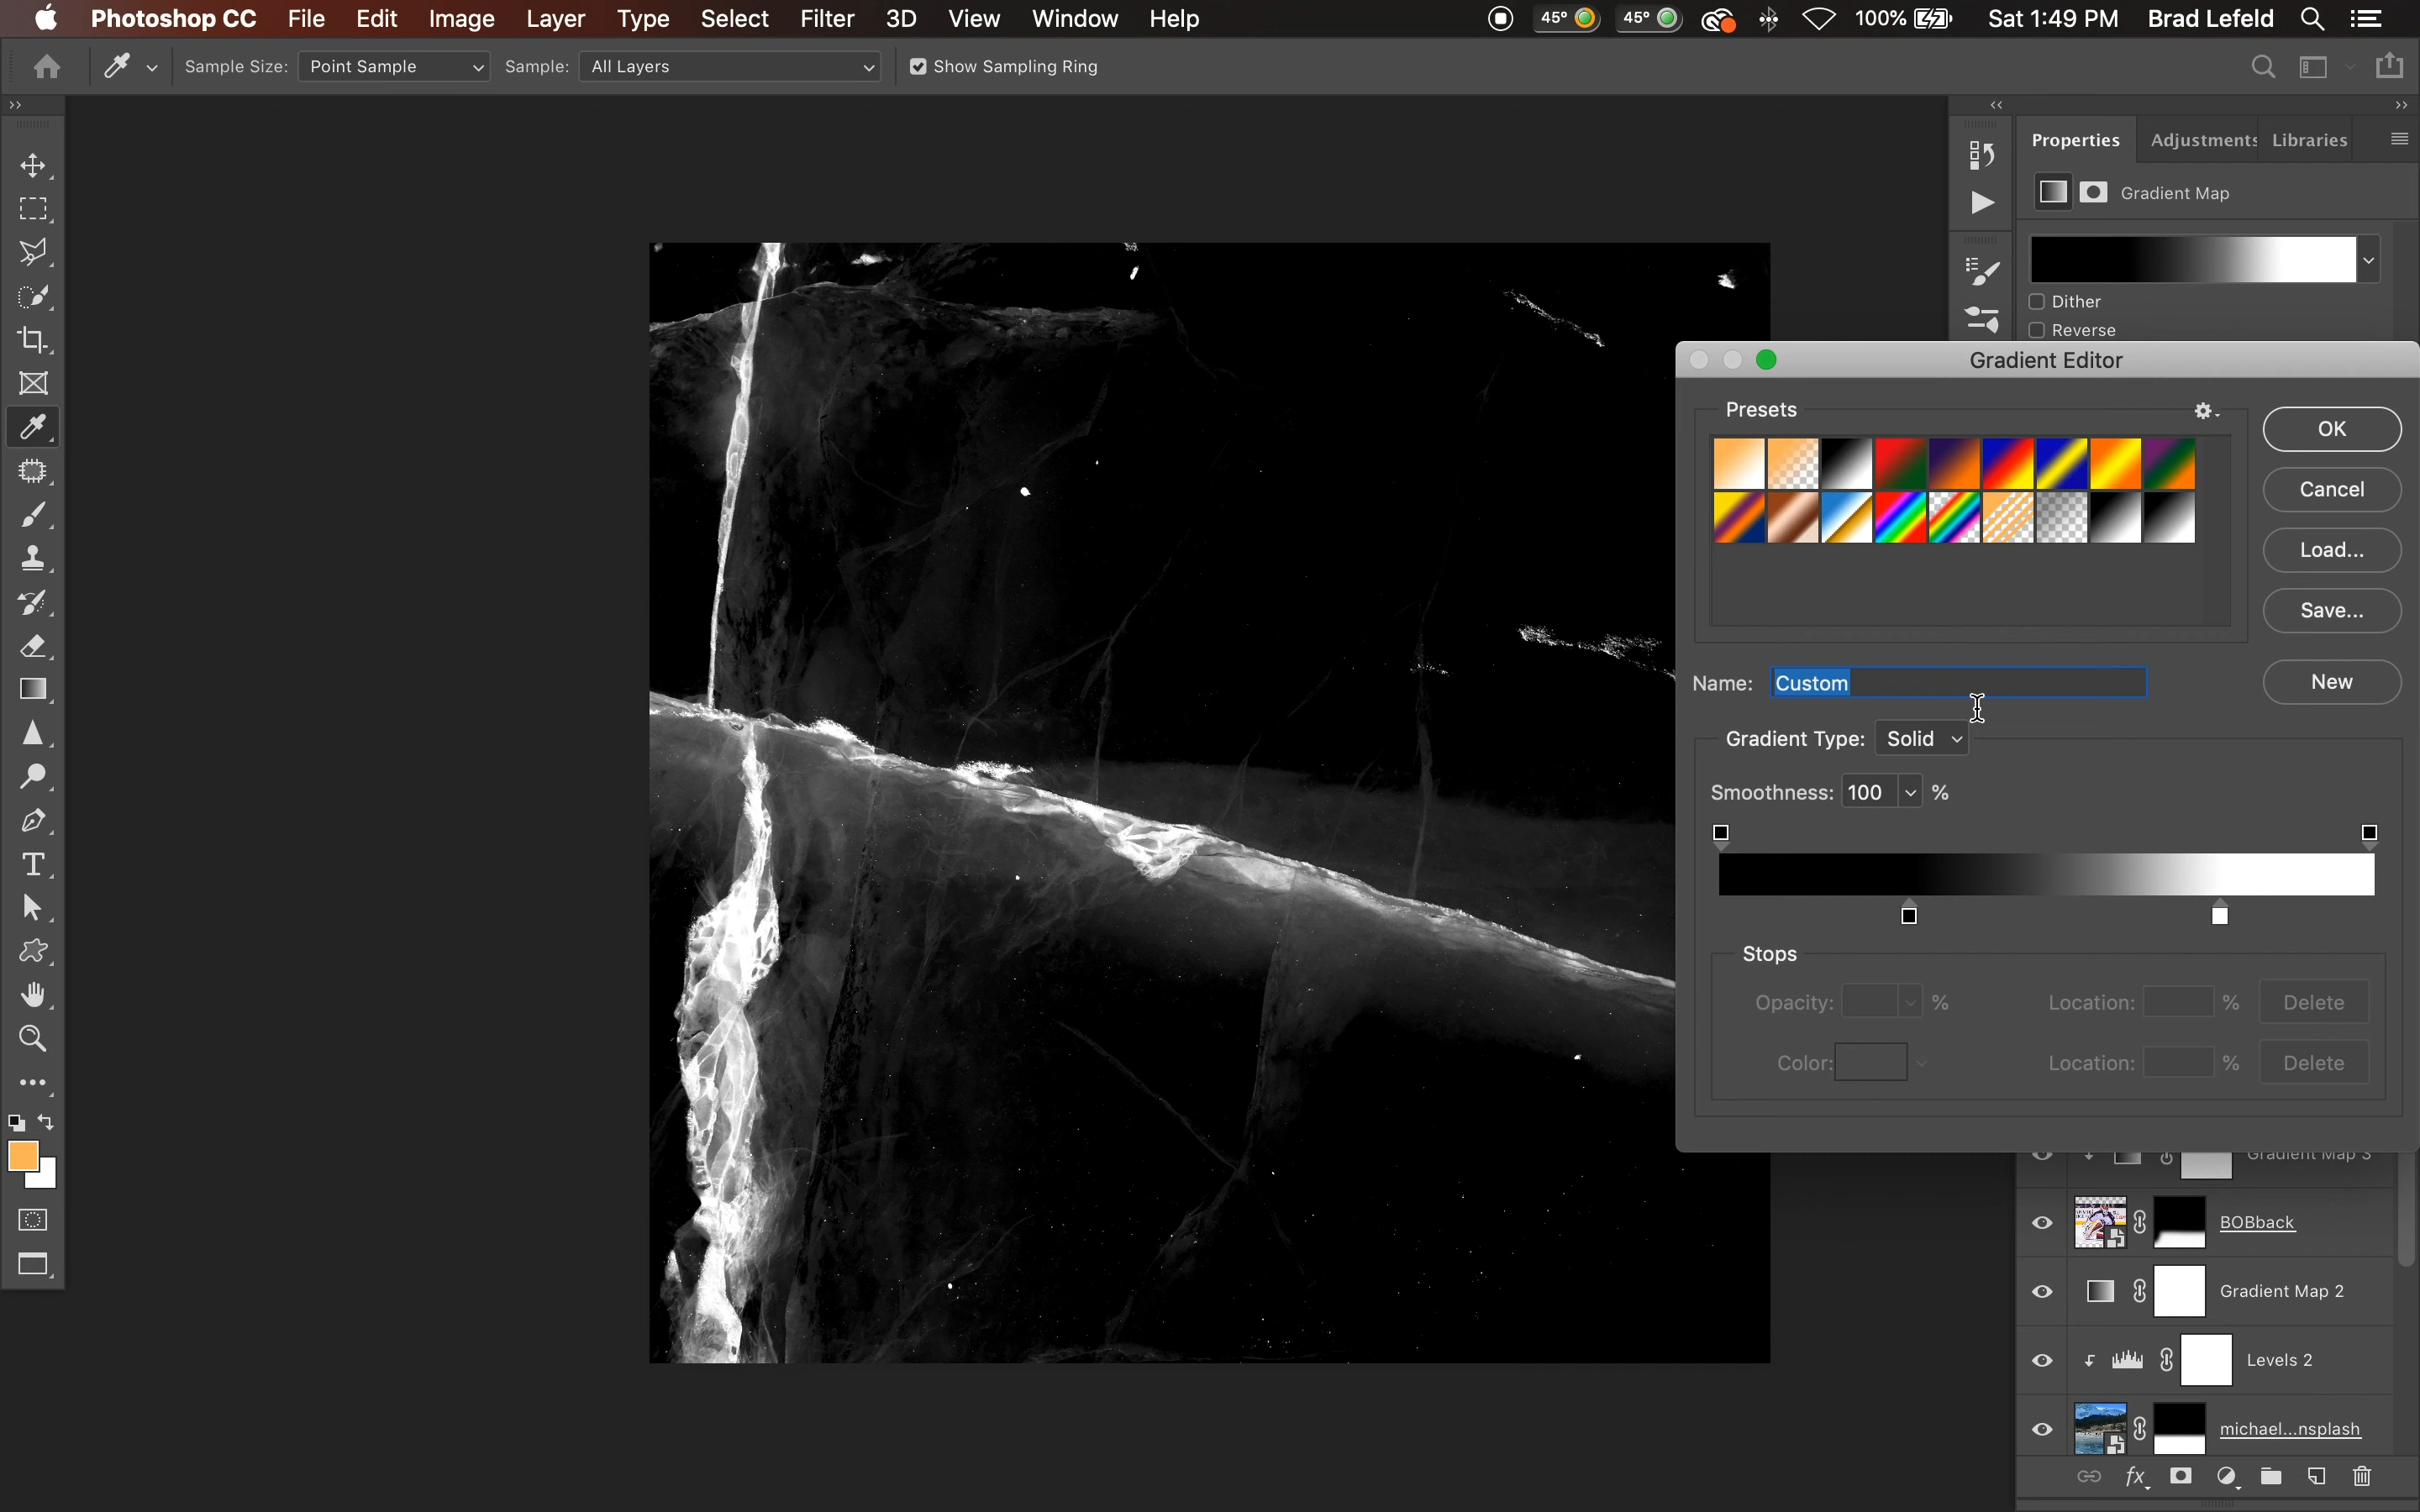 Photoshop CC File Edit Image Layer Type Select Filter 3D View Window Help 45° 45° 100% Sat 1:49 PM Brad Lefeld
Sample Size: Point Sample Sample: All Layers Show Sampling Ring
Properties Adjustments Libraries
Gradient Map
Dither
Reverse
Gradient Editor
Presets
OK
Cancel
Load...
Save...
Name: Custom
New
Gradient Type: Solid
Smoothness: 100 %
Stops
Opacity: % Location: % Delete
Color: Location: % Delete
Gradient Map 3
BOBback
Gradient Map 2
Levels 2
michael...nsplash
fx